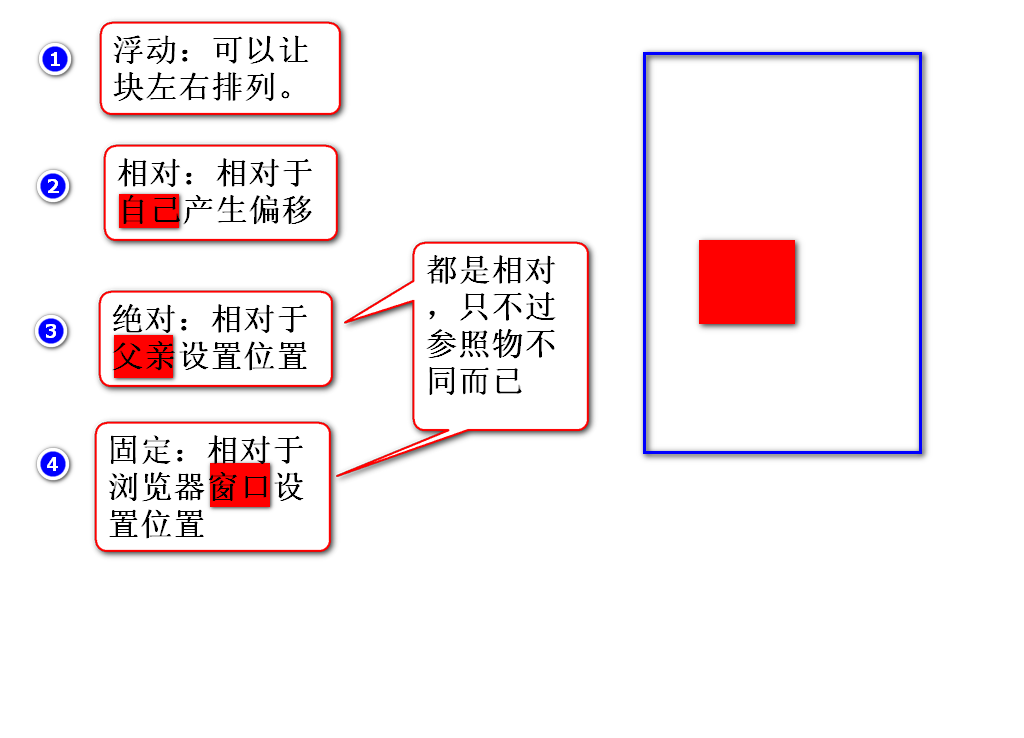 1
浮动：可以让
块左右排列。
2
相对：相对于
自己产生偏移
3
绝对：相对于
父亲设置位置
都是相对
，只不过
参照物不
同而已
4
固定：相对于
浏览器窗口设
置位置